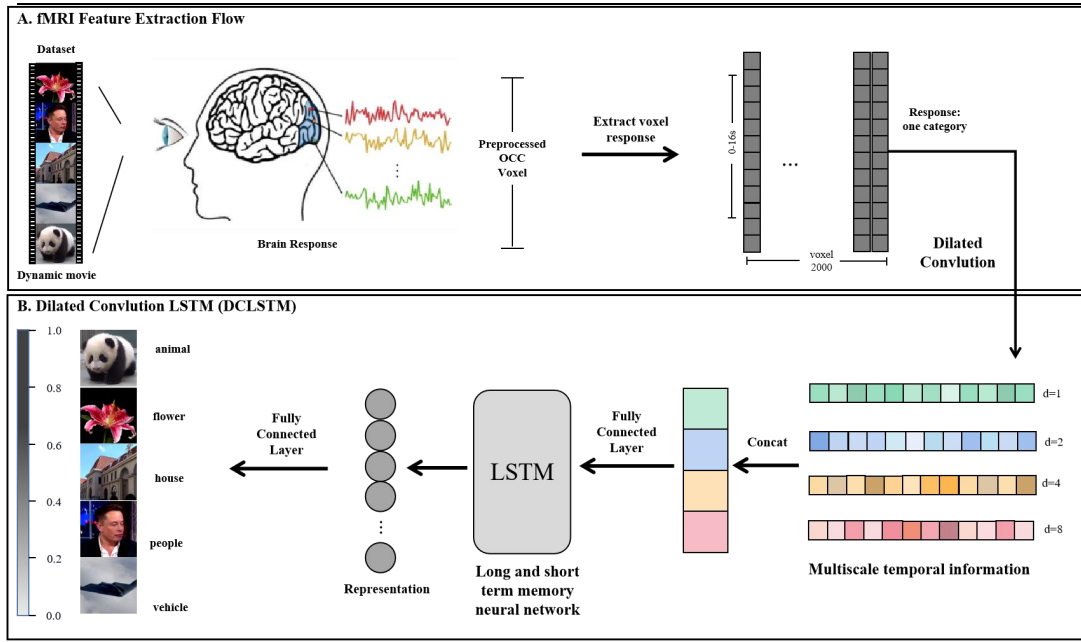 A. fMRI Feature Extraction Flow
Dataset
Dynamic movie
Brain Response
Preprocessed
OCC
Voxel
Extract voxel
response
0-16s
...
voxel
2000
Response:
one category
Dilated
Convlution
B. Dilated Convlution LSTM (DCLSTM)
1.0
0.8
0.6
0.4
0.2
0.0
animal
flower
house
people
vehicle
Fully
Connected
Layer
Representation
LSTM
Long and short
term memory
neural network
Fully
Connected
Layer
Concat
d=1
d=2
d=4
d=8
Multiscale temporal information